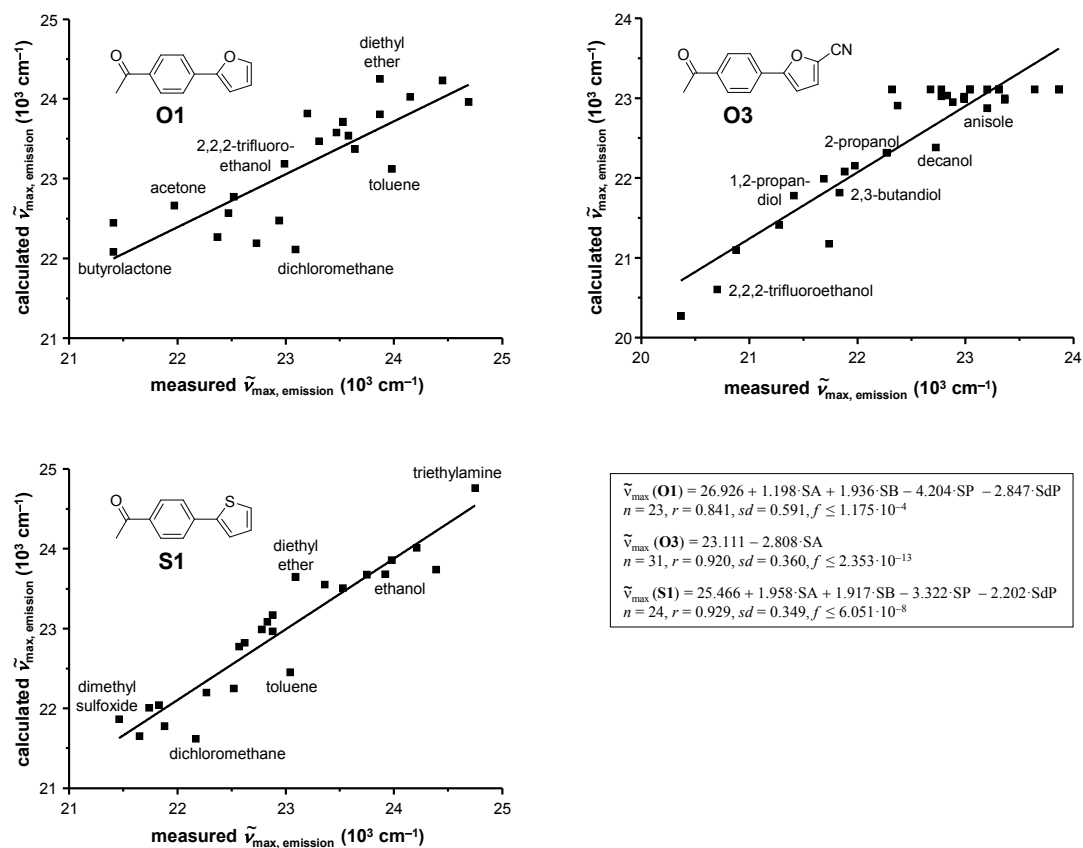 25
24
23
22
21
21
22
23
24
25
calculated ṽmax, emission (10³ cm⁻¹)
measured ṽmax, emission (10³ cm⁻¹)
O
O
O1
diethyl
ether
2,2,2-trifluoro-
ethanol
acetone
toluene
butyrolactone
dichloromethane
24
23
22
21
20
20
21
22
23
24
calculated ṽmax, emission (10³ cm⁻¹)
measured ṽmax, emission (10³ cm⁻¹)
O
O
CN
O3
anisole
2-propanol
decanol
1,2-propan-
diol
2,3-butandiol
2,2,2-trifluoroethanol
25
24
23
22
21
21
22
23
24
25
calculated ṽmax, emission (10³ cm⁻¹)
measured ṽmax, emission (10³ cm⁻¹)
O
S
S1
triethylamine
diethyl
ether
ethanol
toluene
dimethyl
sulfoxide
dichloromethane
ṽmax (O1) = 26.926 + 1.198·SA + 1.936·SB – 4.204·SP – 2.847·SdP
n = 23, r = 0.841, sd = 0.591, f ≤ 1.175·10⁻⁴
ṽmax (O3) = 23.111 – 2.808·SA
n = 31, r = 0.920, sd = 0.360, f ≤ 2.353·10⁻¹³
ṽmax (S1) = 25.466 + 1.958·SA + 1.917·SB – 3.322·SP – 2.202·SdP
n = 24, r = 0.929, sd = 0.349, f ≤ 6.051·10⁻⁸